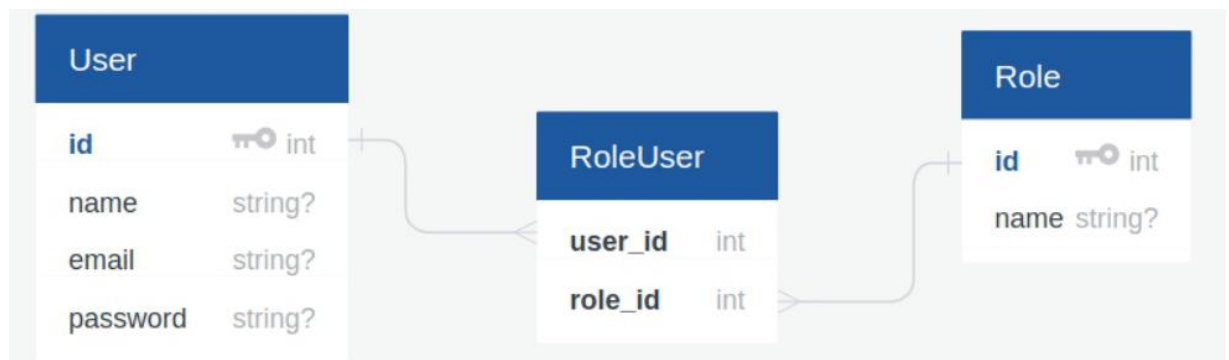 User
id int
name string?
email string?
password string?
RoleUser
user_id int
role_id int
Role
id int
name string?